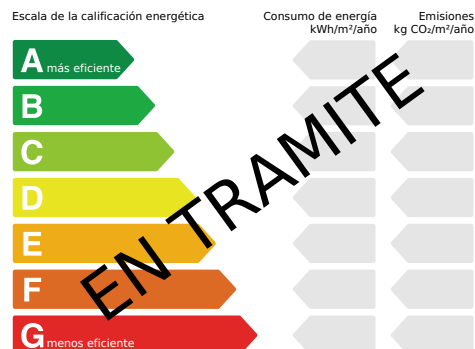 Escala de la calificación energética
Consumo de energía
kWh/m²/año
Emisiones
kg CO₂/m²/año
A más eficiente
B
C
D
E
F
G menos eficiente
EN TRAMITE